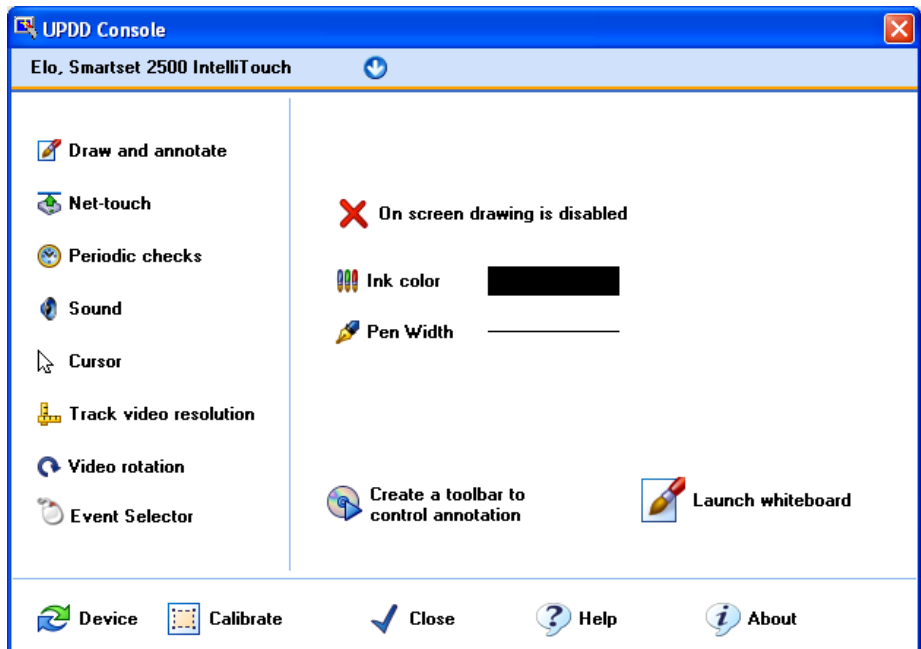 UPDD Console
Elo, Smartset 2500 IntelliTouch
Draw and annotate
Net-touch
Periodic checks
Sound
Cursor
Track video resolution
Video rotation
Event Selector
On screen drawing is disabled
Ink color
Pen Width
Create a toolbar to
control annotation
Launch whiteboard
Device
Calibrate
Close
Help
About